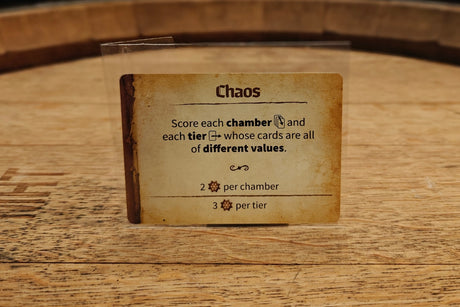 Chaos
Score each chamber and
each tier whose cards are all
of different values.
2 per chamber
3 per tier